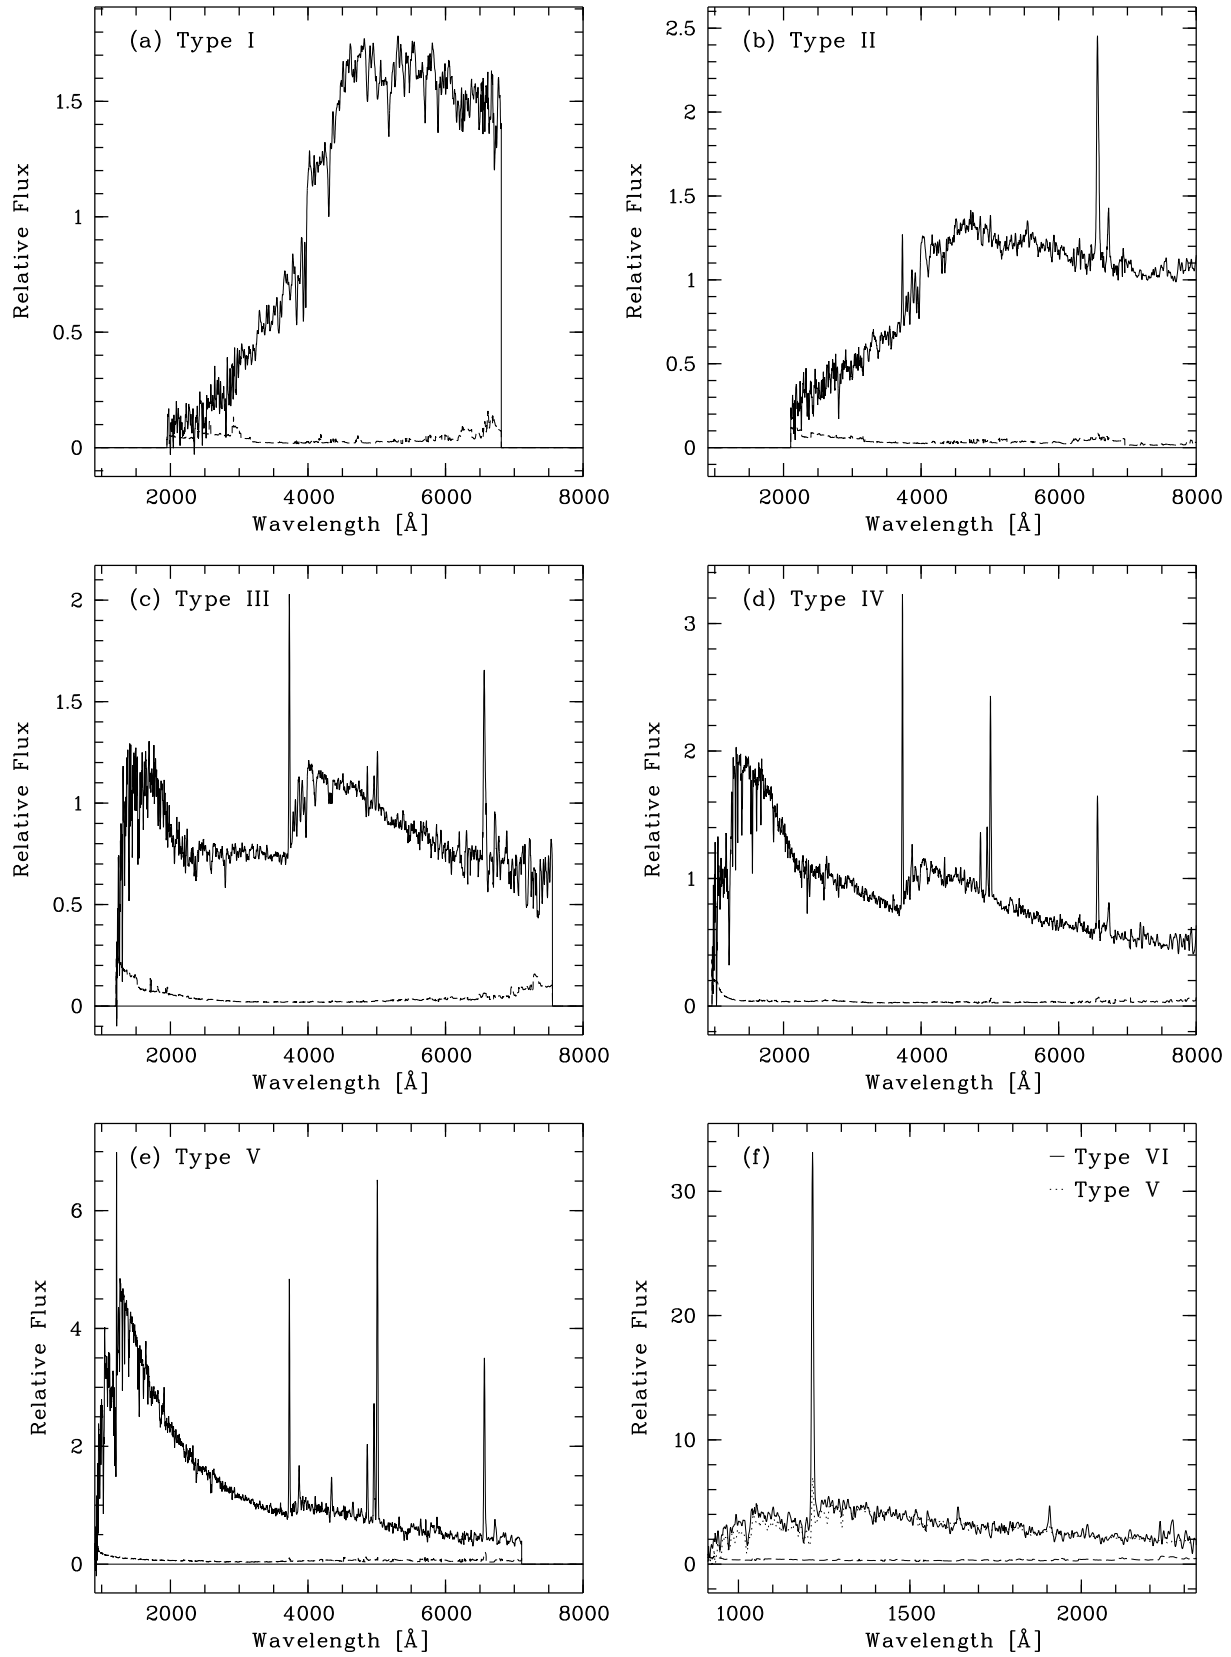 (a) Type I
1.5
1
0.5
0
Relative Flux
2000 4000 6000 8000
Wavelength [Å]
(b) Type II
2.5
2
1.5
1
0.5
0
Relative Flux
2000 4000 6000 8000
Wavelength [Å]
(c) Type III
2
1.5
1
0.5
0
Relative Flux
2000 4000 6000 8000
Wavelength [Å]
(d) Type IV
3
2
1
0
Relative Flux
2000 4000 6000 8000
Wavelength [Å]
(e) Type V
6
4
2
0
Relative Flux
2000 4000 6000 8000
Wavelength [Å]
(f)
Type VI
Type V
30
20
10
0
Relative Flux
1000 1500 2000
Wavelength [Å]